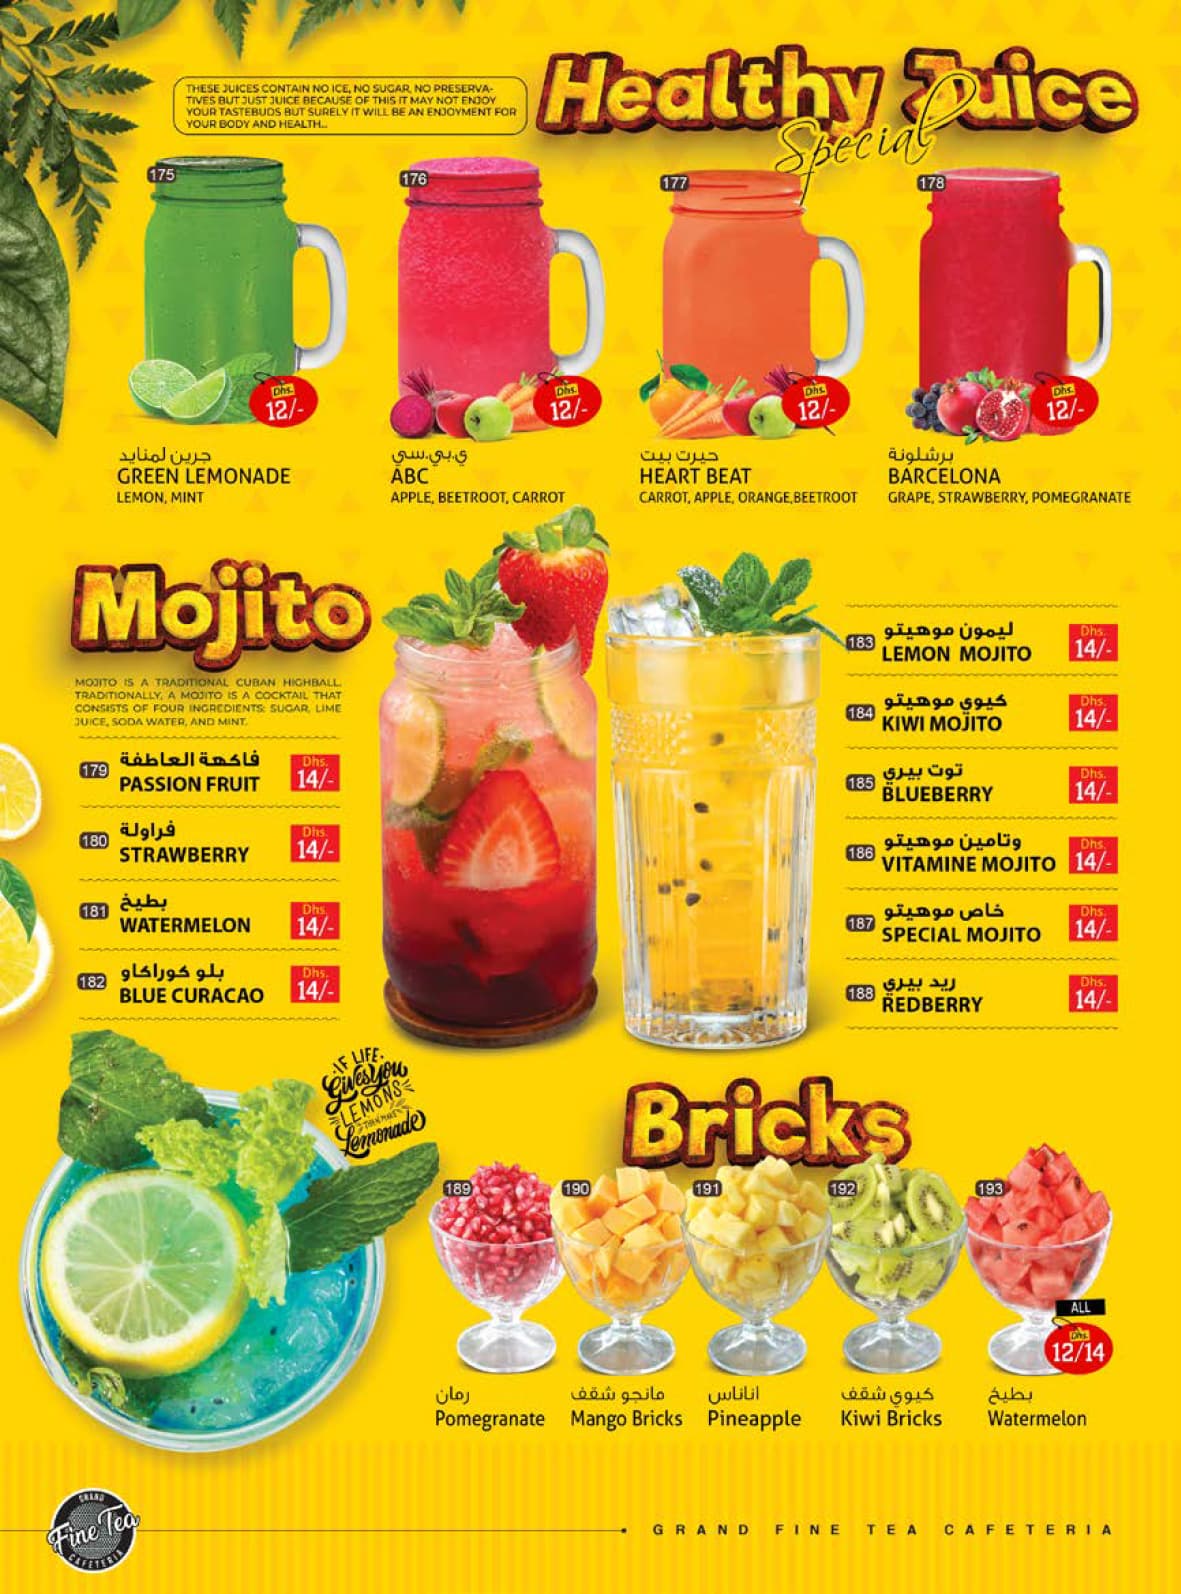 THESE JUICES CONTAIN NO ICE, NO SUGAR, NO PRESERVA-
TIVES BUT JUST JUICE BECAUSE OF THIS IT MAY NOT ENJOY
YOUR TASTEBUDS BUT SURELY IT WILL BE AN ENJOYMENT FOR
YOUR BODY AND HEALTH...
Healthy Juice
Special
175
Dhs.
12/-
جرين لمنايد
GREEN LEMONADE
LEMON, MINT
176
Dhs.
12/-
ي.بي.سي
ABC
APPLE, BEETROOT, CARROT
177
Dhs.
12/-
حيرت بيت
HEART BEAT
CARROT, APPLE, ORANGE,BEETROOT
178
Dhs.
12/-
برشلونة
BARCELONA
GRAPE, STRAWBERRY, POMEGRANATE
Mojito
MOJITO IS A TRADITIONAL CUBAN HIGHBALL.
TRADITIONALLY, A MOJITO IS A COCKTAIL THAT
CONSISTS OF FOUR INGREDIENTS: SUGAR, LIME
JUICE, SODA WATER, AND MINT.
179
فاكهة العاطفة
PASSION FRUIT
Dhs.
14/-
180
فراولة
STRAWBERRY
Dhs.
14/-
181
بطيخ
WATERMELON
Dhs.
14/-
182
بلو كوراكاو
BLUE CURACAO
Dhs.
14/-
183
ليمون موهيتو
LEMON MOJITO
Dhs.
14/-
184
كيوي موهيتو
KIWI MOJITO
Dhs.
14/-
185
توت بيري
BLUEBERRY
Dhs.
14/-
186
وتامين موهيتو
VITAMINE MOJITO
Dhs.
14/-
187
خاص موهيتو
SPECIAL MOJITO
Dhs.
14/-
188
ريد بيري
REDBERRY
Dhs.
14/-
IF LIFE
Gives you
LEMONS
THEN MAKE
Lemonade
Bricks
189
رمان
Pomegranate
190
مانجو شقف
Mango Bricks
191
اناناس
Pineapple
192
كيوي شقف
Kiwi Bricks
193
بطيخ
Watermelon
ALL
Dhs.
12/14
GRAND
Fine Tea
CAFETERIA
GRAND FINE TEA CAFETERIA